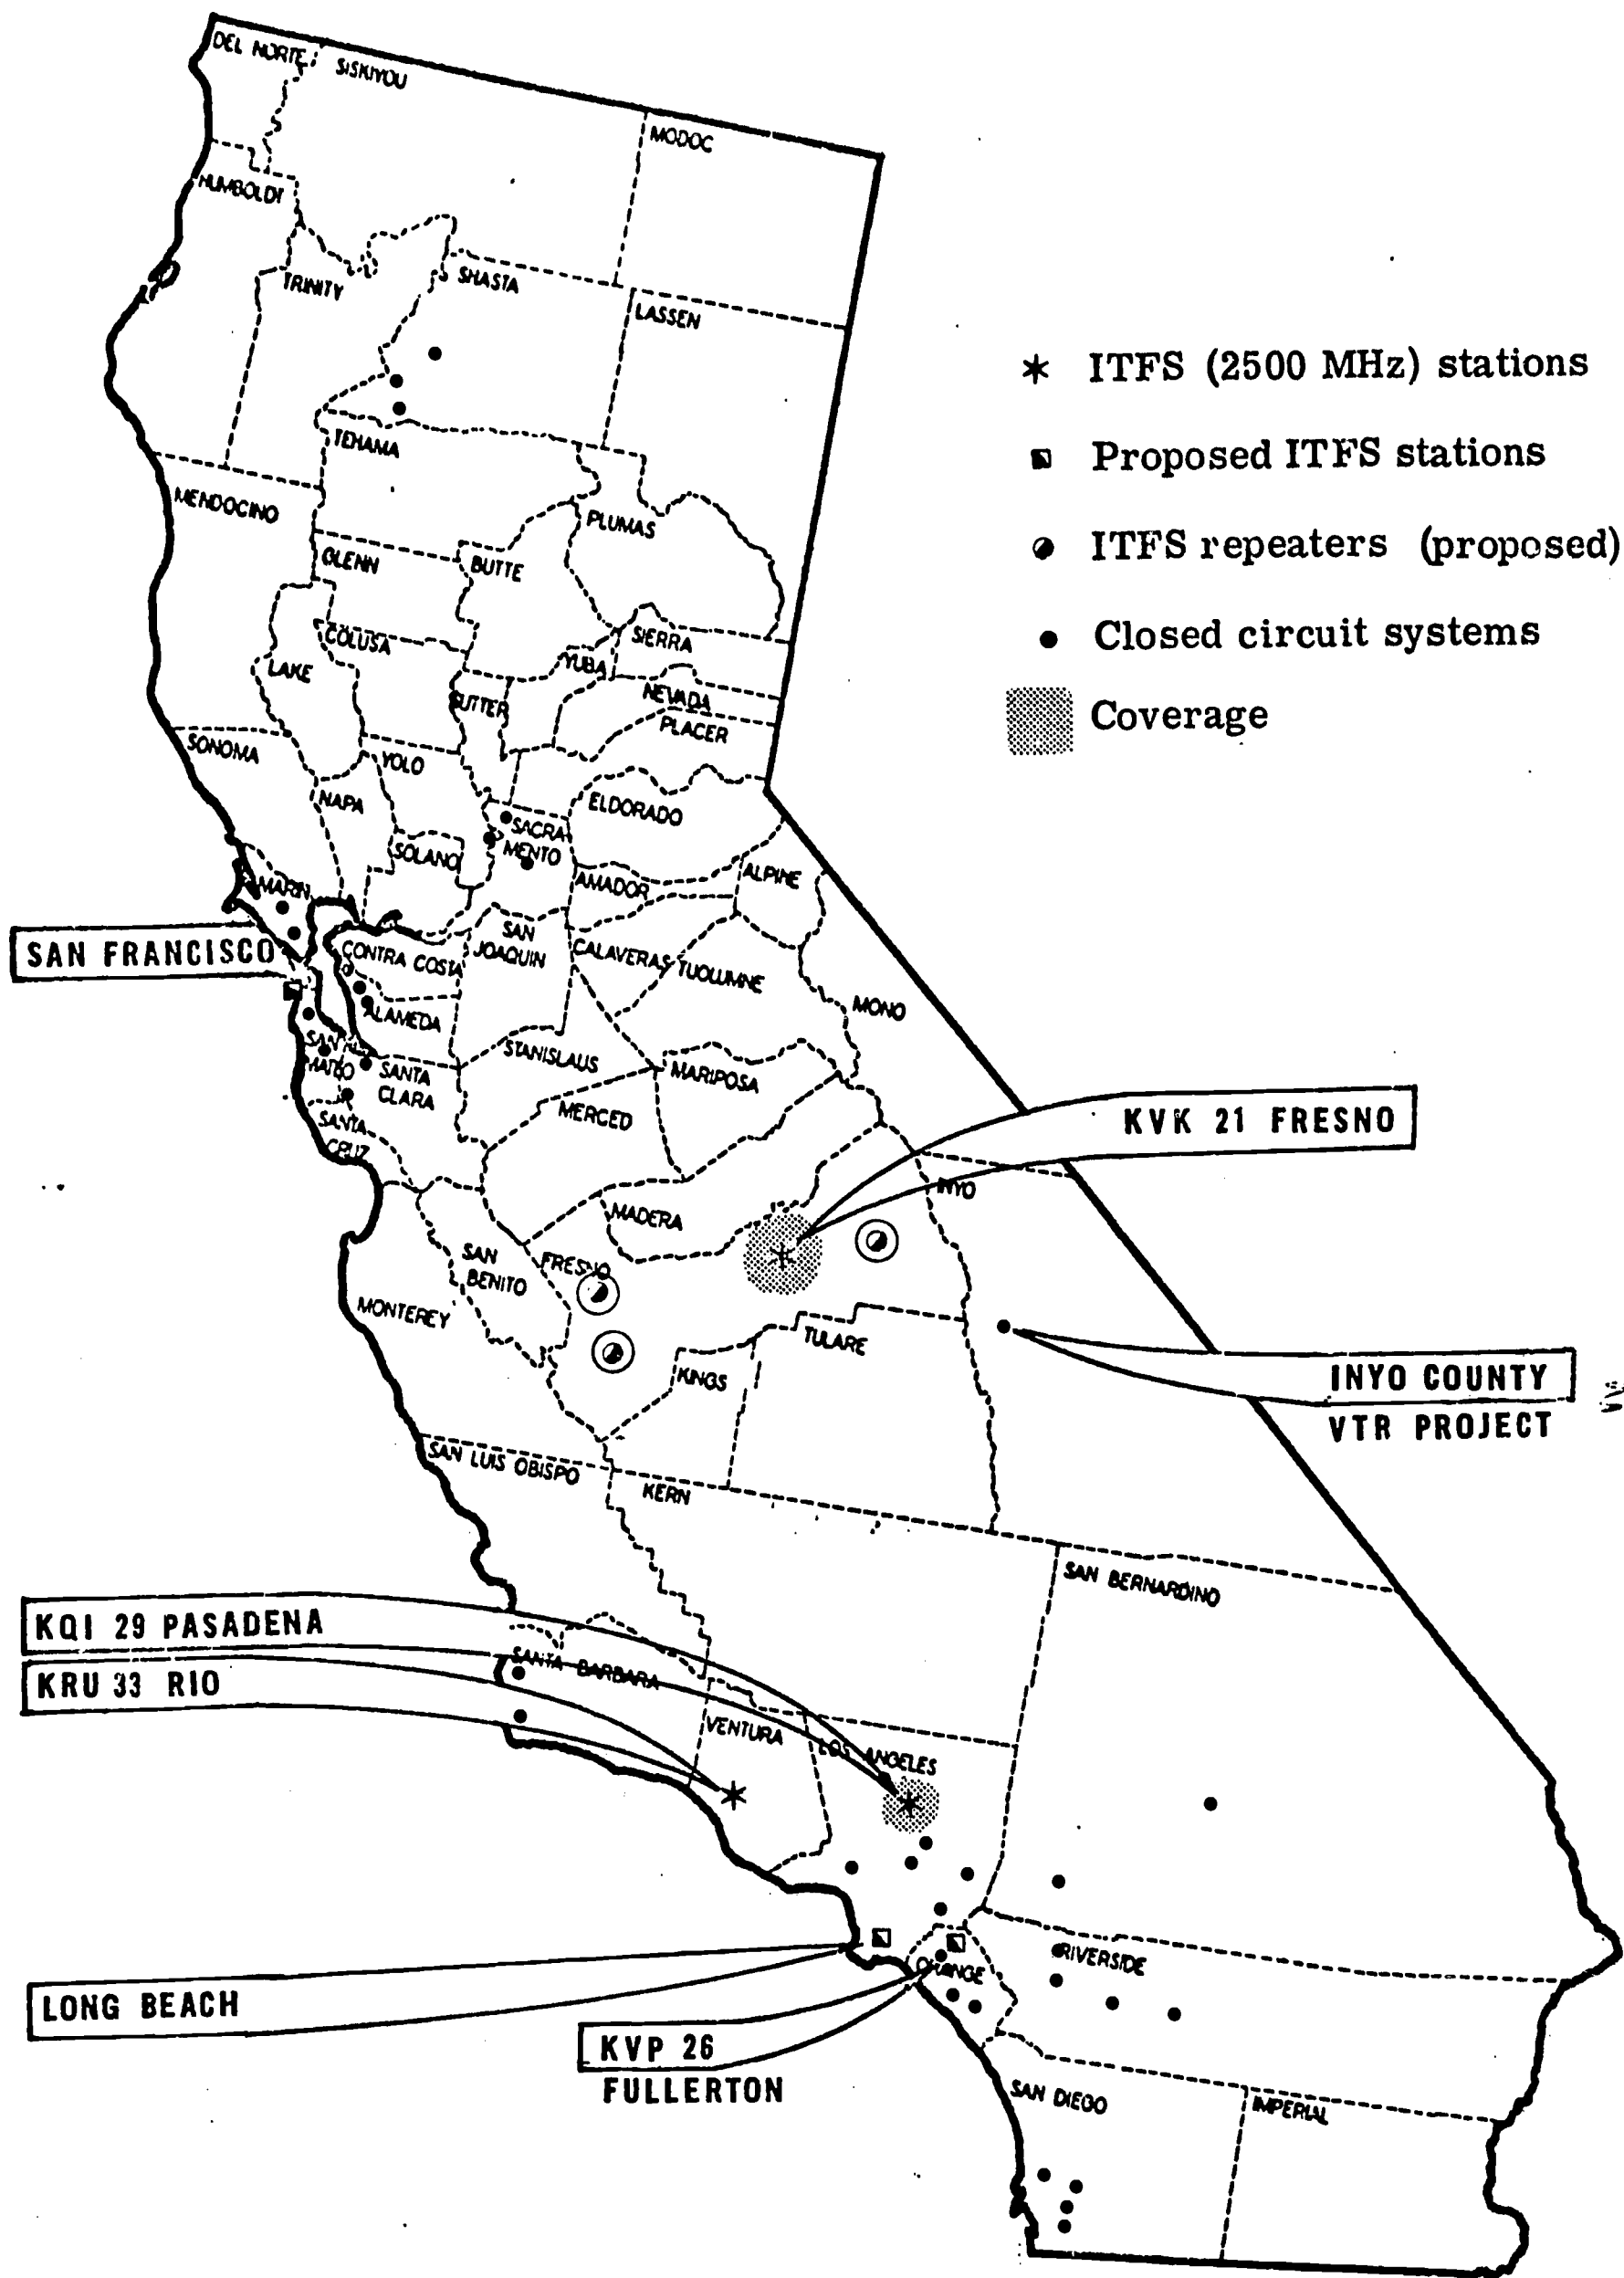 DEL NORTE
SISKIYOU
MODOC
HUMBOLDT
TRINITY
SHASTA
LASSEN
* ITFS (2500 MHz) stations
Proposed ITFS stations
ITFS repeaters (proposed)
Closed circuit systems
Coverage
TEHAMA
MENDOCINO
PLUMAS
GLENN
BUTTE
COLUSA
SIERRA
LAKE
YUBA
SUTTER
NEVADA
PLACER
SONOMA
YOLO
NAPA
ELDORADO
SACRA-
MENTO
SOLANO
AMADOR
ALPINE
MARIN
SAN FRANCISCO
CONTRA COSTA
SAN
JOAQUIN
CALAVERAS
TUOLUMNE
MONO
ALAMEDA
SAN
MATEO
SANTA
CLARA
STANISLAUS
MARIPOSA
SANTA
CRUZ
MERCED
KVK 21 FRESNO
INYO
MADERA
SAN
BENITO
FRESNO
MONTEREY
TULARE
KINGS
INYO COUNTY
VTR PROJECT
SAN LUIS OBISPO
KERN
SAN BERNARDINO
KQI 29 PASADENA
SANTA BARBARA
KRU 33 RIO
VENTURA
LOS ANGELES
RIVERSIDE
ORANGE
LONG BEACH
KVP 26
FULLERTON
SAN DIEGO
IMPERIAL